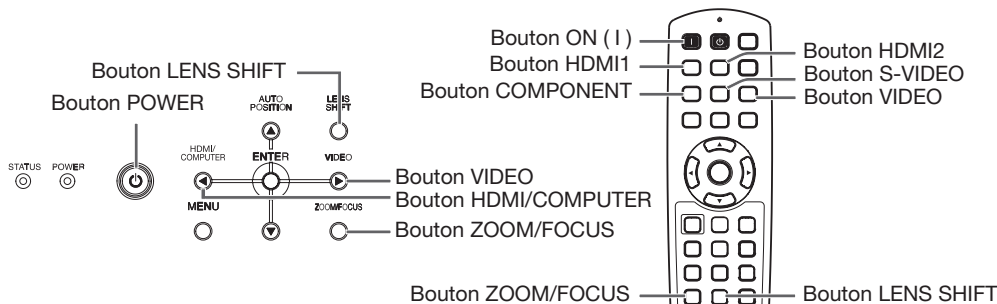 Bouton LENS SHIFT
Bouton POWER
AUTO
POSITION
LENS
SHIFT
STATUS
POWER
HDMI/
COMPUTER
ENTER
VIDEO
Bouton VIDEO
Bouton HDMI/COMPUTER
MENU
ZOOM/FOCUS
Bouton ZOOM/FOCUS
Bouton ON ( I )
Bouton HDMI1
Bouton COMPONENT
Bouton HDMI2
Bouton S-VIDEO
Bouton VIDEO
Bouton ZOOM/FOCUS
Bouton LENS SHIFT